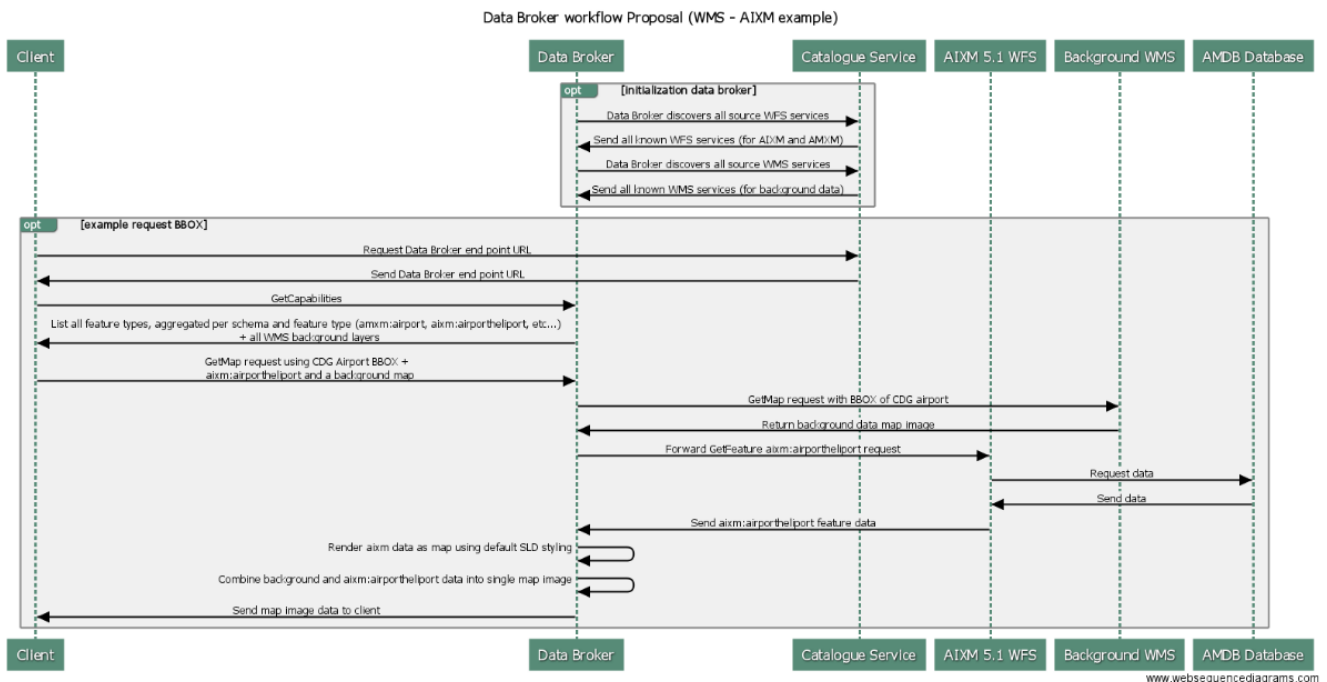 Data Broker workflow Proposal (WMS - AIXM example)
Client
Data Broker
Catalogue Service
AIXM 5.1 WFS
Background WMS
AMDB Database
opt
[initialization data broker]
Data Broker discovers all source WFS services
Send all known WFS services (for AIXM and AMXM)
Data Broker discovers all source WMS services
Send all known WMS services (for background data)
opt
[example request BBOX]
Request Data Broker end point URL
Send Data Broker end point URL
GetCapabilities
List all feature types, aggregated per schema and feature type (amxm:airport, aixm:airportheliport, etc...)
+ all WMS background layers
GetMap request using CDG Airport BBOX +
aixm:airportheliport and a background map
GetMap request with BBOX of CDG airport
Return background data map image
Forward GetFeature aixm:airportheliport request
Request data
Send data
Send aixm:airportheliport feature data
Render aixm data as map using default SLD styling
Combine background and aixm:airportheliport data into single map image
Send map image data to client
Client
Data Broker
Catalogue Service
AIXM 5.1 WFS
Background WMS
AMDB Database
www.websequencediagrams.com